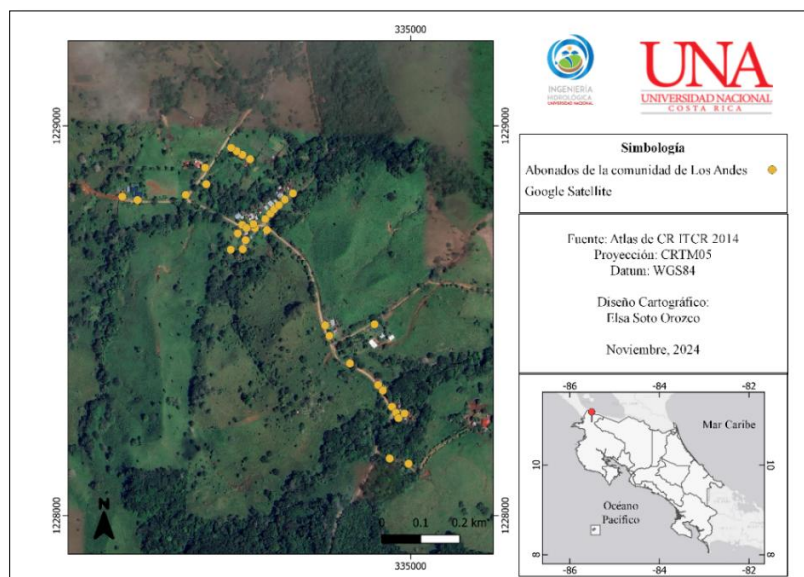 335000
1229000
1229000
INGENIERÍA
HIDROLÓGICA
UNIVERSIDAD NACIONAL
UNA
UNIVERSIDAD NACIONAL
COSTA RICA
Simbología
Abonados de la comunidad de Los Andes
Google Satellite
Fuente: Atlas de CR ITCR 2014
Proyección: CRTM05
Datum: WGS84
Diseño Cartográfico:
Elsa Soto Orozco
Noviembre, 2024
-86 -84 -82
Mar Caribe
10 10
Océano
Pacífico
8 8
-86 -84 -82
1228000
1228000
N
0 0.1 0.2 km
335000